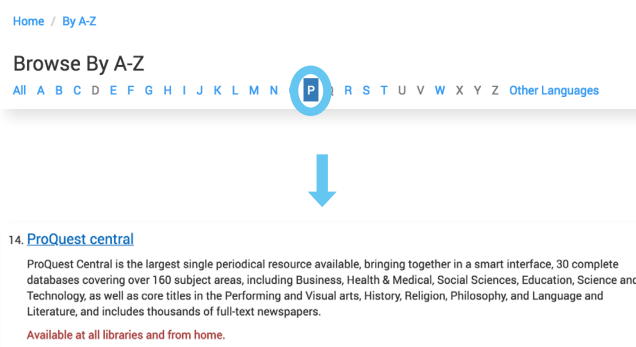 Home / By A-Z
Browse By A-Z
All A B C D E F G H I J K L M N P R S T U V W X Y Z Other Languages
14. ProQuest central
ProQuest Central is the largest single periodical resource available, bringing together in a smart interface, 30 complete
databases covering over 160 subject areas, including Business, Health & Medical, Social Sciences, Education, Science and
Technology, as well as core titles in the Performing and Visual arts, History, Religion, Philosophy, and Language and
Literature, and includes thousands of full-text newspapers.
Available at all libraries and from home.